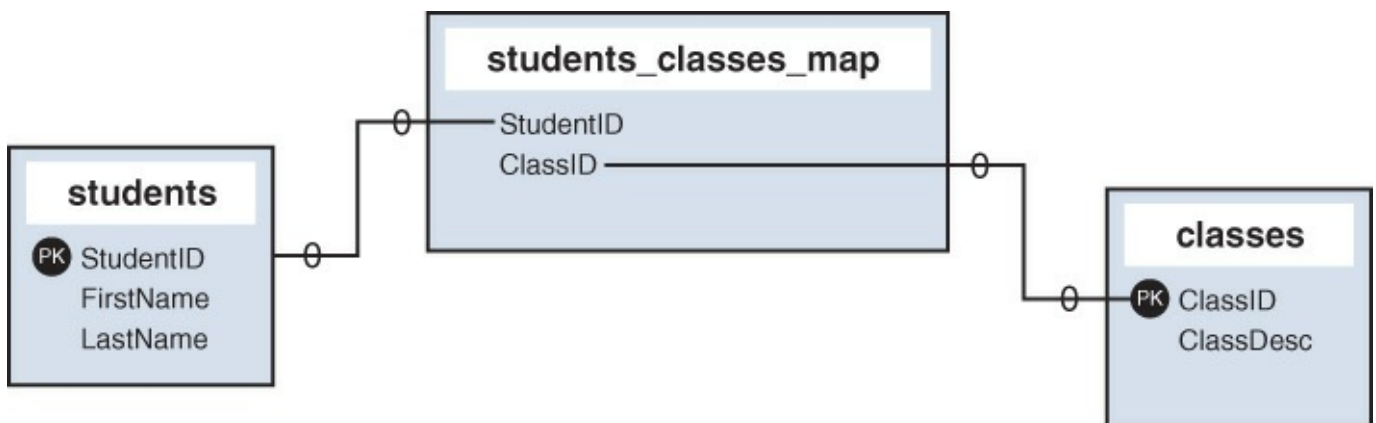 students_classes_map
StudentID
ClassID
students
PK StudentID
FirstName
LastName
classes
PK ClassID
ClassDesc